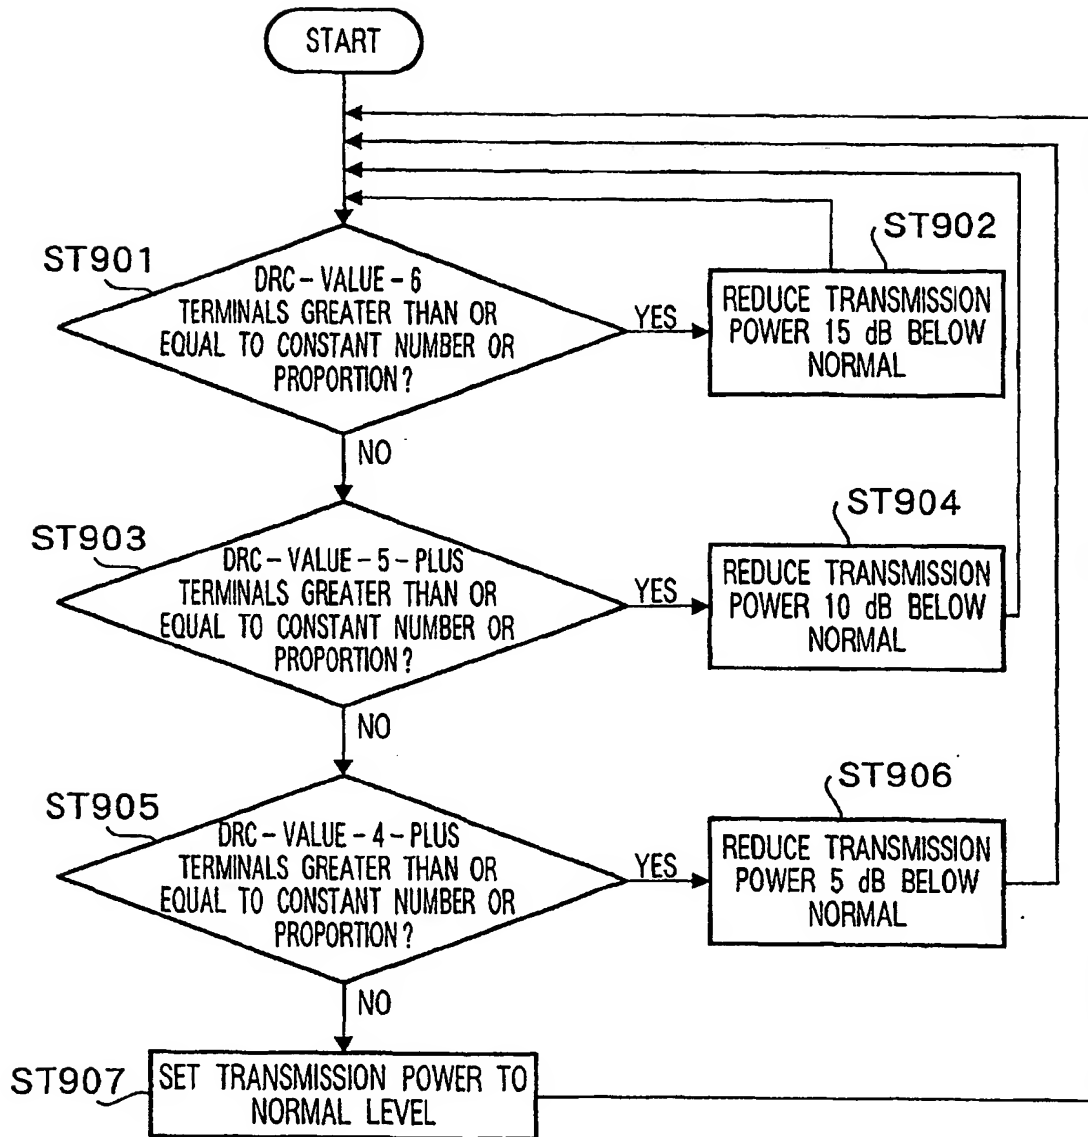 START
ST901
DRC-VALUE-6
TERMINALS GREATER THAN OR
EQUAL TO CONSTANT NUMBER OR
PROPORTION?
YES
ST902
REDUCE TRANSMISSION
POWER 15 dB BELOW
NORMAL
NO
ST903
DRC-VALUE-5-PLUS
TERMINALS GREATER THAN OR
EQUAL TO CONSTANT NUMBER OR
PROPORTION?
YES
ST904
REDUCE TRANSMISSION
POWER 10 dB BELOW
NORMAL
NO
ST905
DRC-VALUE-4-PLUS
TERMINALS GREATER THAN OR
EQUAL TO CONSTANT NUMBER OR
PROPORTION?
YES
ST906
REDUCE TRANSMISSION
POWER 5 dB BELOW
NORMAL
NO
ST907
SET TRANSMISSION POWER TO
NORMAL LEVEL